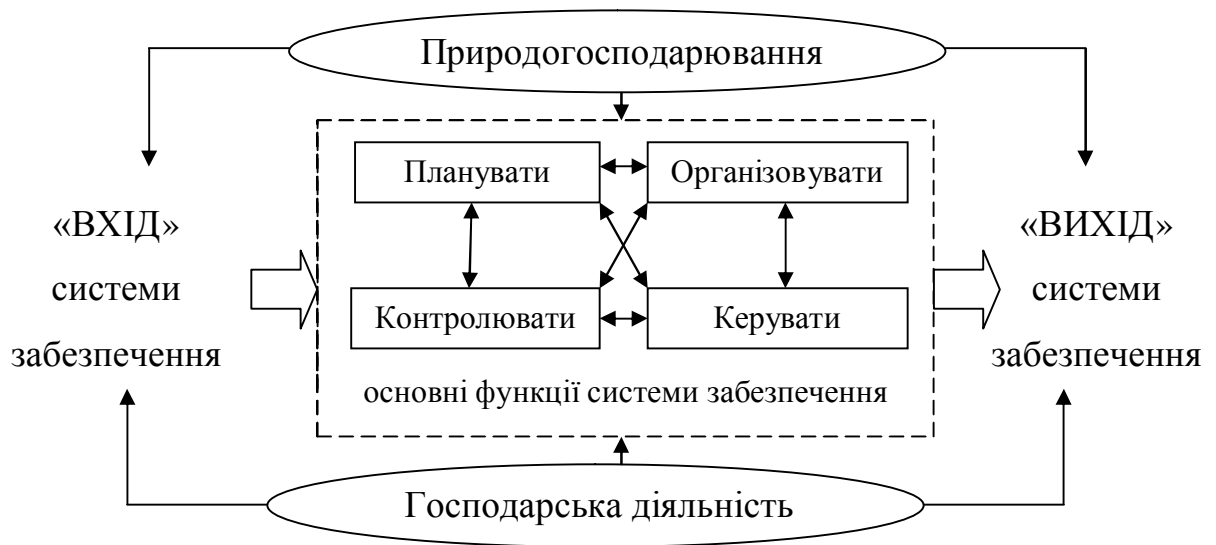 Природогосподарювання
Планувати
Організовувати
«ВХІД»
системи
забезпечення
Контролювати
Керувати
основні функції системи забезпечення
«ВИХІД»
системи
забезпечення
Господарська діяльність